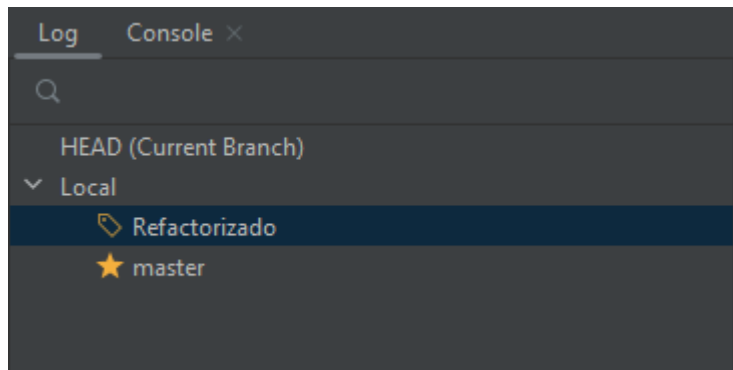 Log Console
HEAD (Current Branch)
Local
Refactorizado
master